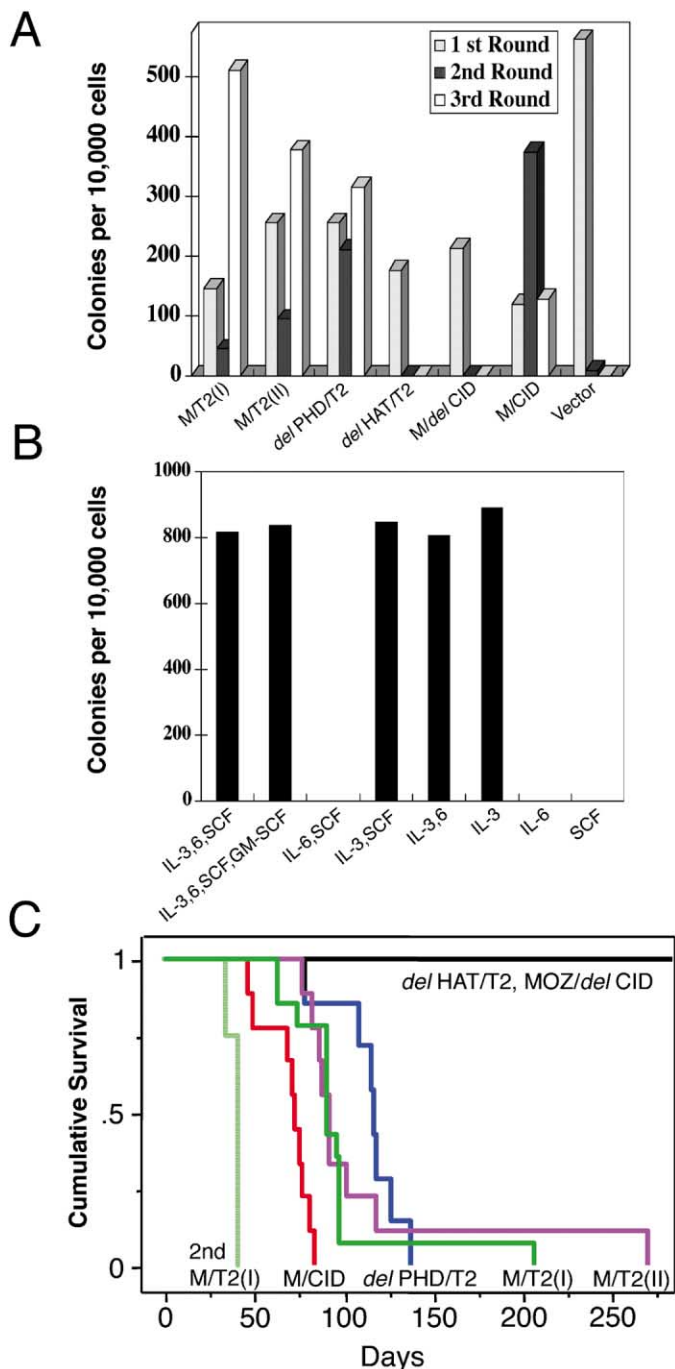 A
Colonies per 10,000 cells
500
400
300
200
100
0
1 st Round
2nd Round
3rd Round
M/T2(I)
M/T2(II)
del PHD/T2
del HAT/T2
M/del CID
M/CID
Vector
B
Colonies per 10,000 cells
1000
800
600
400
200
0
IL-3,6,SCF
IL-3,6,SCF,GM-SCF
IL-6,SCF
IL-3,SCF
IL-3,6
IL-3
IL-6
SCF
C
Cumulative Survival
1
.5
0
del HAT/T2, MOZ/del CID
2nd
M/T2(I)
M/CID
del PHD/T2
M/T2(I)
M/T2(II)
0
50
100
150
200
250
Days